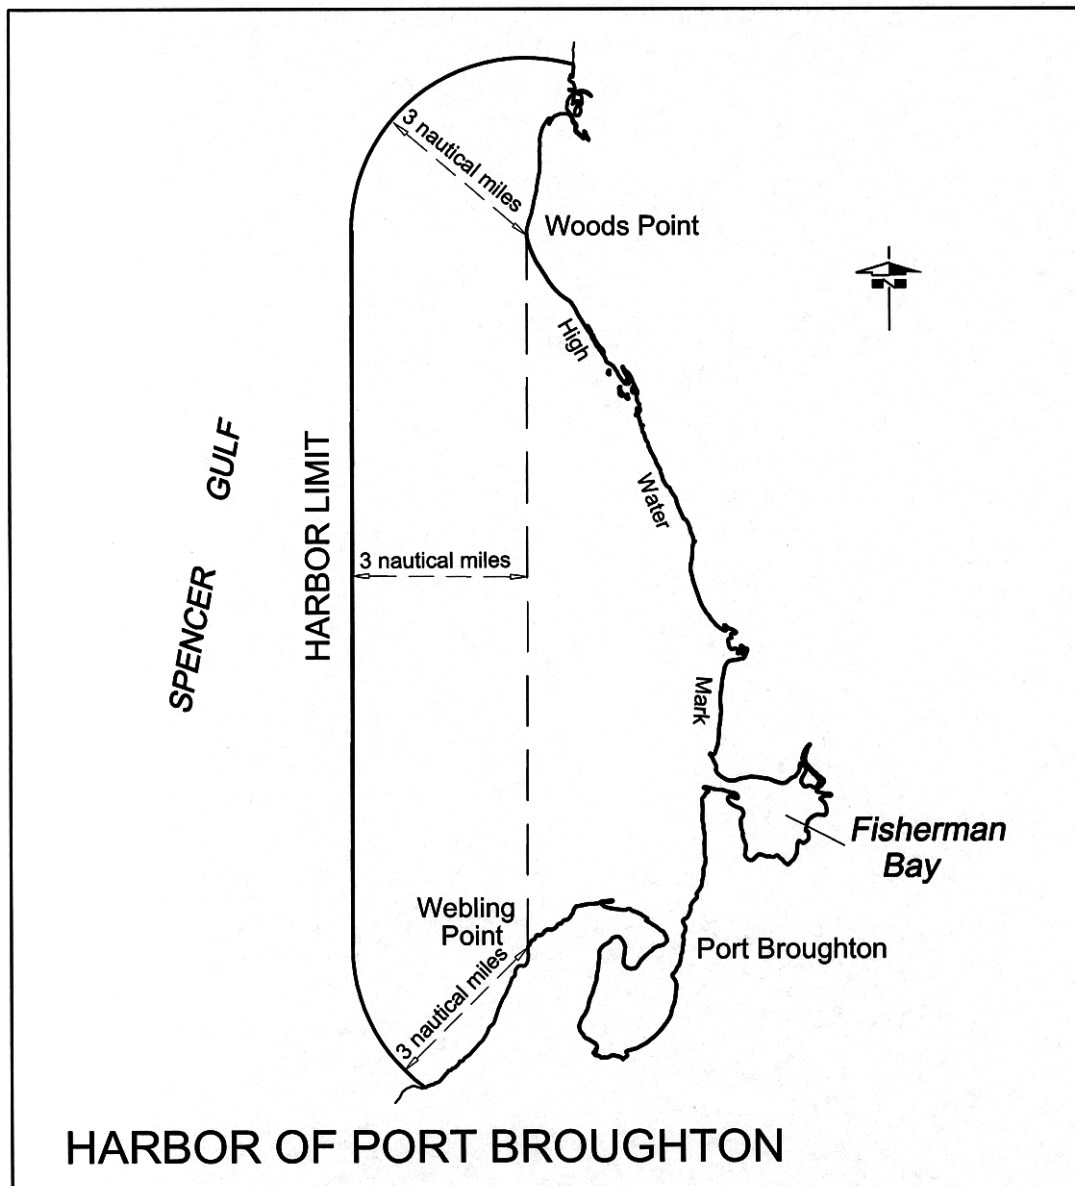 3 nautical miles
Woods Point
N
High
SPENCER GULF
HARBOR LIMIT
Water
3 nautical miles
Mark
Fisherman
Bay
Webling
Point
Port Broughton
3 nautical miles
HARBOR OF PORT BROUGHTON